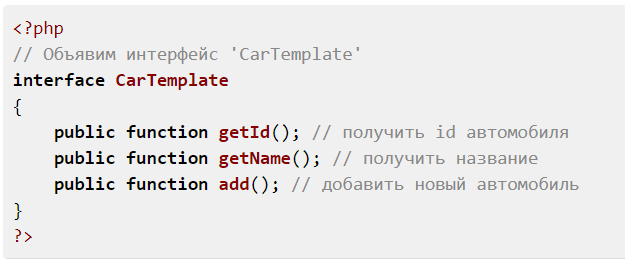 <?php
// Объявим интерфейс 'CarTemplate'
interface CarTemplate
{
    public function getId(); // получить id автомобиля
    public function getName(); // получить название
    public function add(); // добавить новый автомобиль
}
?>